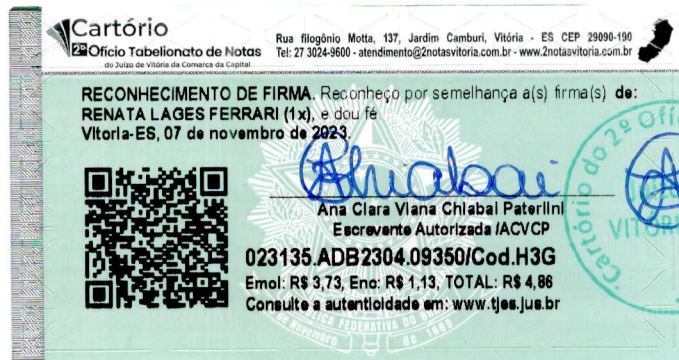 Cartório
2º Ofício Tabelionato de Notas
do Juízo de Vitória da Comarca da Capital
Rua filogônio Motta, 137, Jardim Camburi, Vitória - ES CEP 29090-190
Tel: 27 3024-9600 - atendimento@2notasvitoria.com.br - www.2notasvitoria.com.br
RECONHECIMENTO DE FIRMA. Reconheço por semelhança a(s) firma(s) de:
RENATA LAGES FERRARI (1x), e dou fé
Vitoria-ES, 07 de novembro de 2023.
Chiabai
Ana Clara Viana Chiabai Paterlini
Escrevente Autorizada /ACVCP
023135.ADB2304.09350/Cod.H3G
Emol: R$ 3,73, Enc: R$ 1,13, TOTAL: R$ 4,86
Consulte a autenticidade em: www.tjes.jus.br
Cartório do 2º Ofí
VITÓR